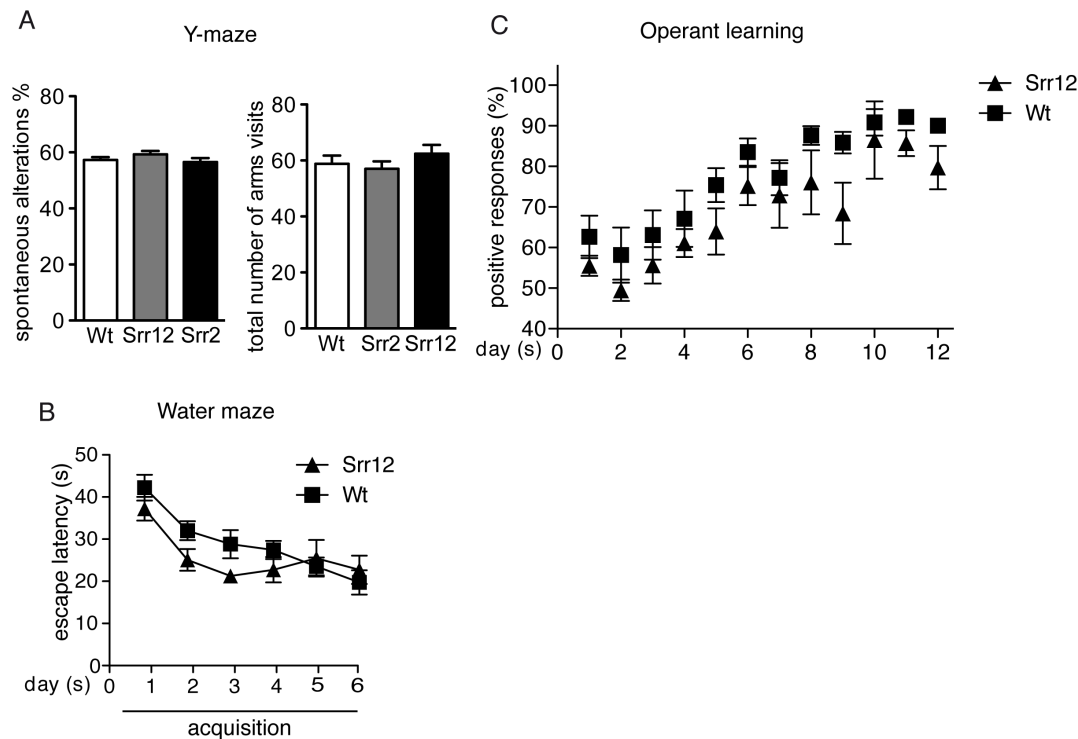 A
Y-maze
spontaneous alterations %
80
60
40
20
0
Wt Srr12 Srr2
total number of arms visits
80
60
40
20
0
Wt Srr2 Srr12
B
Water maze
escape latency (s)
50
40
30
20
10
0
Srr12
Wt
day (s) 0 1 2 3 4 5 6
acquisition
C
Operant learning
positive responses (%)
100
90
80
70
60
50
40
Srr12
Wt
day (s) 0 2 4 6 8 10 12